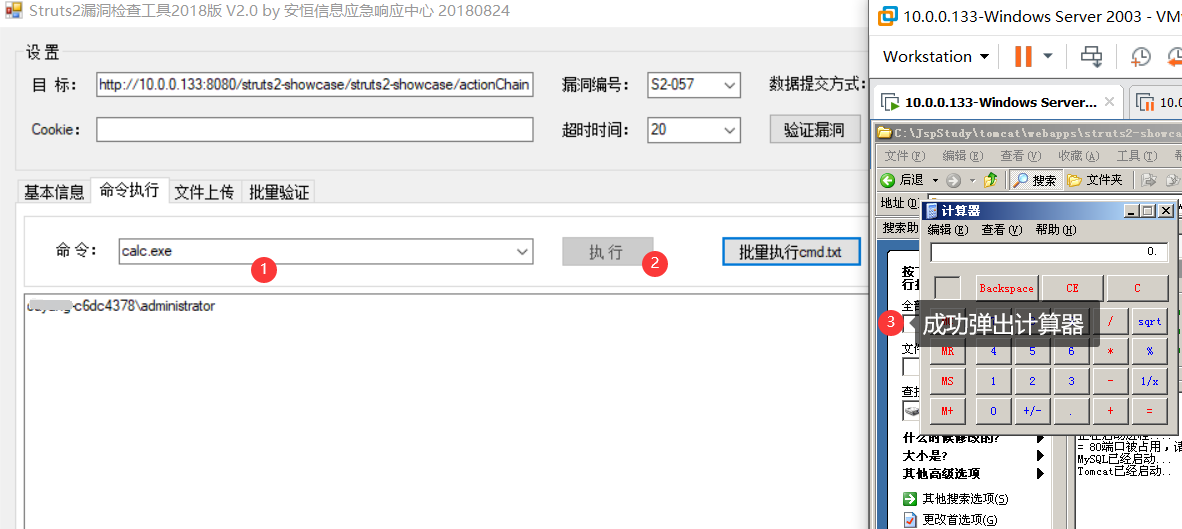 Struts2漏洞检查工具2018版 V2.0 by 安恒信息应急响应中心 20180824
设 置
目 标： http://10.0.0.133:8080/struts2-showcase/struts2-showcase/actionChain 漏洞编号： S2-057 数据提交方式：
Cookie： 超时时间： 20 验证漏洞
基本信息 命令执行 文件上传 批量验证
命 令： calc.exe 执 行 批量执行cmd.txt
1
2
-c6dc4378\administrator
10.0.0.133-Windows Server 2003 - VM
Workstation
10.0.0.133-Windows Server... 10.0
C:\JspStudy\tomcat\webapps\struts2-showca
文件(F) 编辑(E) 查看(V) 收藏(A) 工具(T)
后退 搜索 文件夹
地址(D)
搜索助
计算器
编辑(E) 查看(V) 帮助(H)
0.
Backspace CE C
3 成功弹出计算器
/ sqrt
MR 4 5 6 * %
MS 1 2 3 - 1/x
M+ 0 +/- . + =
什么时候修改的?
大小是?
其他高级选项
其他搜索选项(S)
更改首选项(G)
正在启动进程....
= 80端口被占用，请
MySQL已经启动..
Tomcat已经启动..